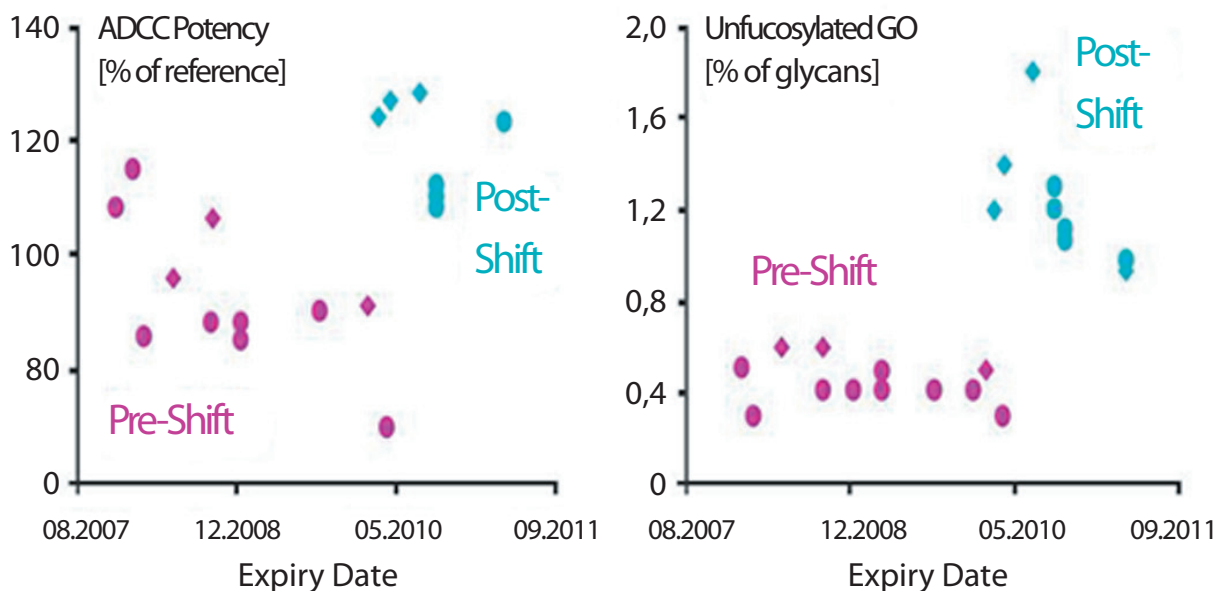 ADCC Potency
[% of reference]
140
120
100
80
0
Post-
Shift
Pre-Shift
08.2007
12.2008
05.2010
09.2011
Expiry Date
Unfucosylated GO
[% of glycans]
2,0
1,6
1,2
0,8
0,4
0
Post-
Shift
Pre-Shift
08.2007
12.2008
05.2010
09.2011
Expiry Date